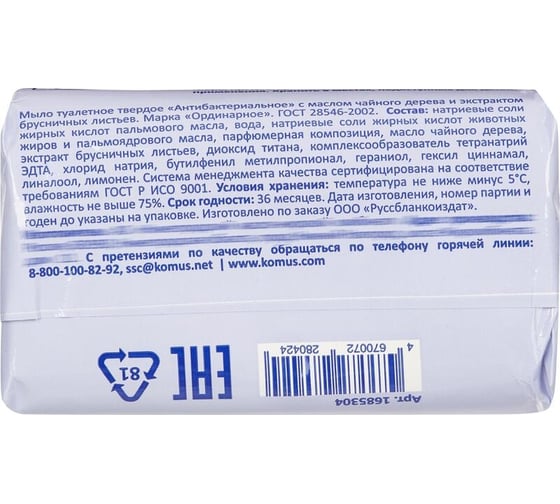 Мыло туалетное твердое «Антибактериальное» с маслом чайного дерева и экстрактом
брусничных листьев. Марка «Ординарное». ГОСТ 28546-2002. Состав: натриевые соли
жирных кислот пальмового масла, вода, натриевые соли жирных кислот животных
жиров и пальмоядрового масла, парфюмерная композиция, масло чайного дерева,
экстракт брусничных листьев, диоксид титана, комплексообразователь тетранатрий
ЭДТА, хлорид натрия, бутилфенил метилпропионал, гераниол, гексил циннамал,
линалоол, лимонен. Система менеджмента качества сертифицирована на соответствие
требованиям ГОСТ Р ИСО 9001. Условия хранения: температура не ниже минус 5°С,
влажность не выше 75%. Срок годности: 36 месяцев. Дата изготовления, номер партии и
годен до указаны на упаковке. Изготовлено по заказу ООО «Руссбланкоиздат».
С претензиями по качеству обращаться по телефону горячей линии:
8-800-100-82-92, ssc@komus.net | www.komus.com
Арт. 1685304
4 670072 280424
EAC
81